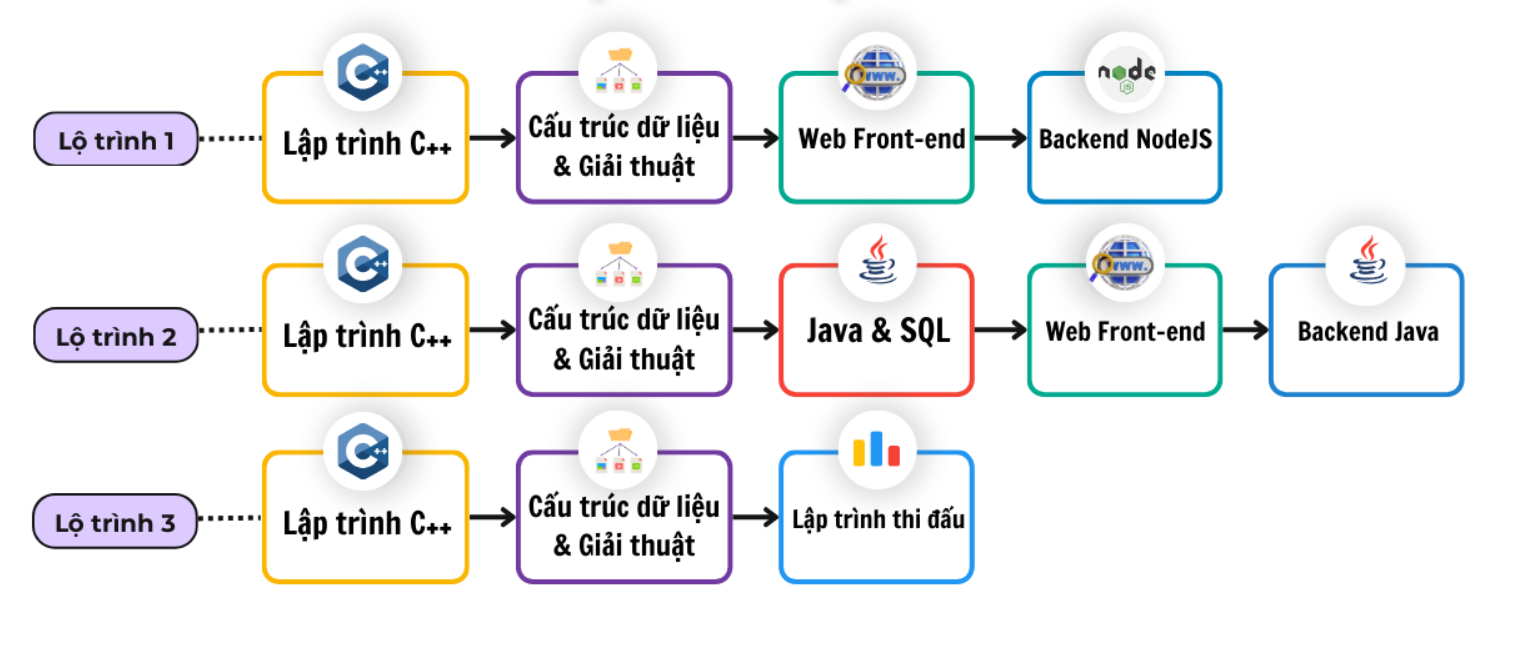 Lộ trình 1
C++
Lập trình C++
Cấu trúc dữ liệu
& Giải thuật
www.
Web Front-end
node
JS
Backend NodeJS
Lộ trình 2
C++
Lập trình C++
Cấu trúc dữ liệu
& Giải thuật
Java & SQL
www.
Web Front-end
Backend Java
Lộ trình 3
C++
Lập trình C++
Cấu trúc dữ liệu
& Giải thuật
Lập trình thi đấu